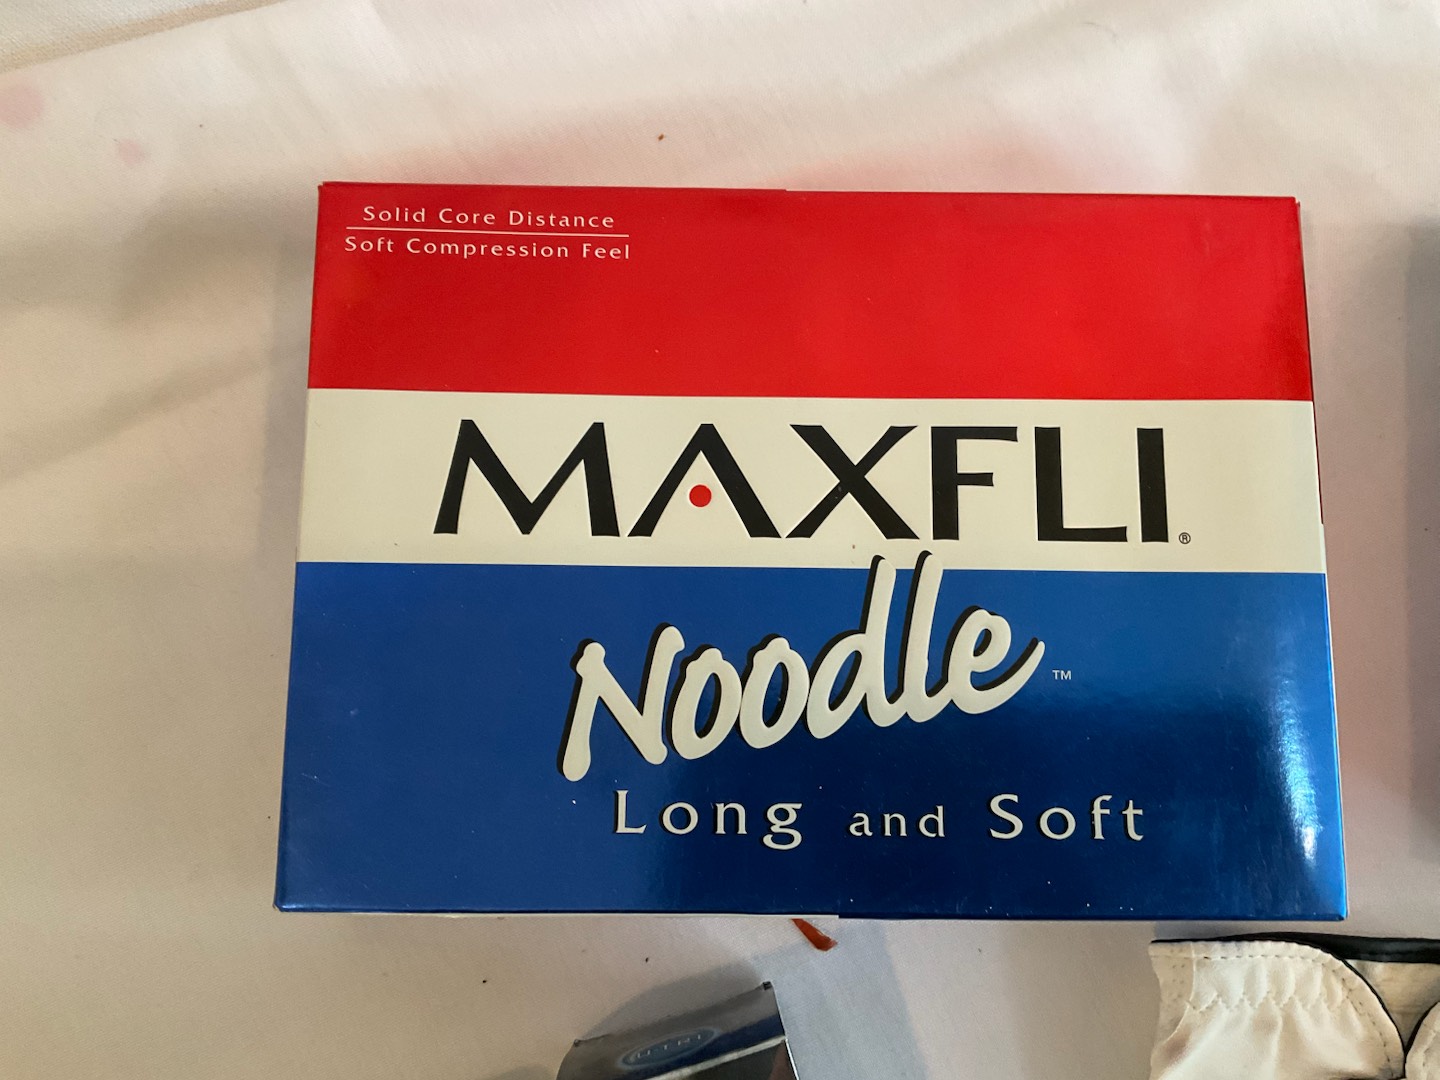 Solid Core Distance
Soft Compression Feel
MAXFLI®
Noodle™
Long and Soft